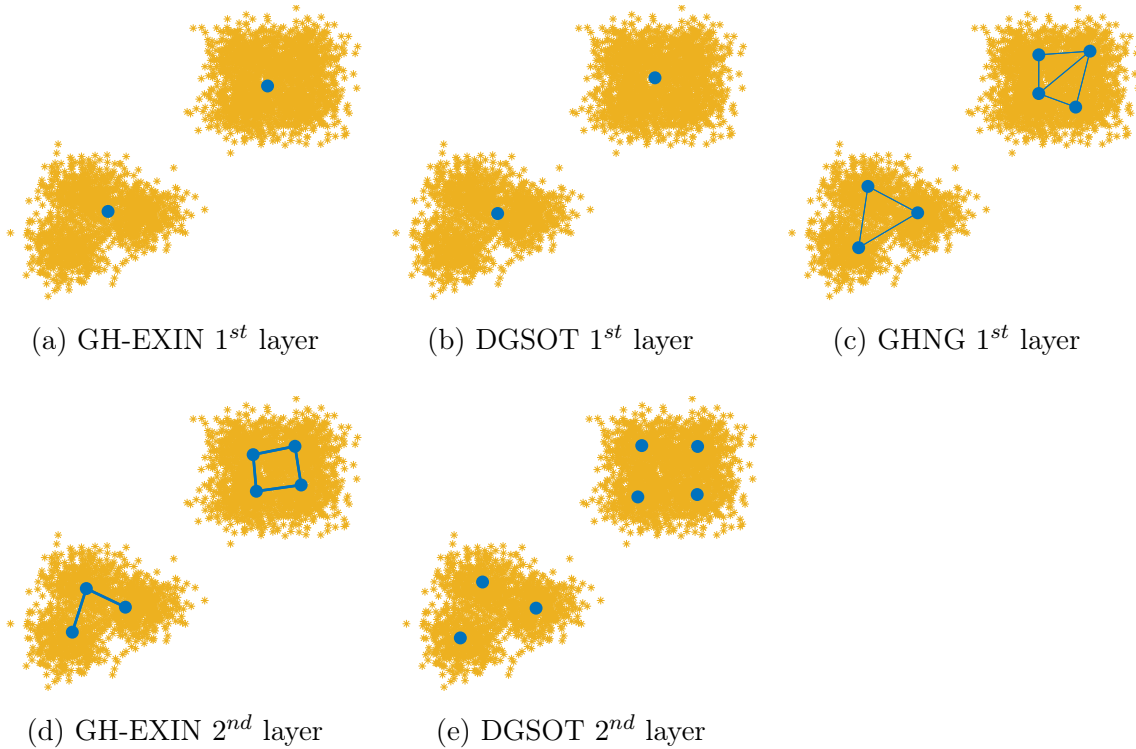 (a) GH-EXIN 1st layer
(b) DGSOT 1st layer
(c) GHNG 1st layer
(d) GH-EXIN 2nd layer
(e) DGSOT 2nd layer